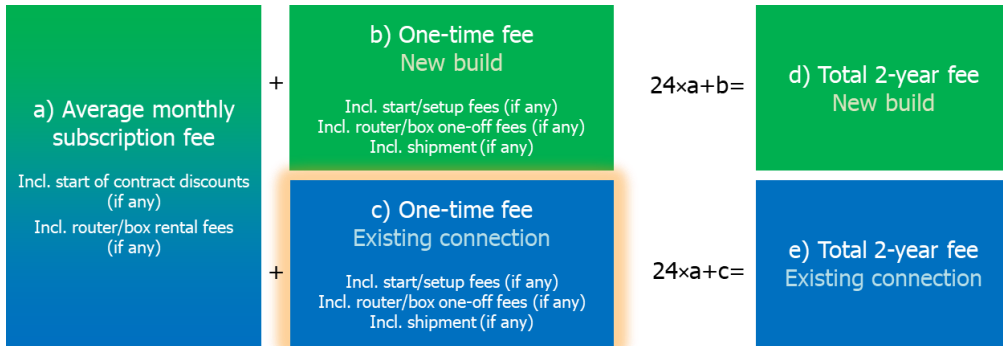 a) Average monthly
subscription fee
Incl. start of contract discounts
(if any)
Incl. router/box rental fees
(if any)
+
b) One-time fee
New build
Incl. start/setup fees (if any)
Incl. router/box one-off fees (if any)
Incl. shipment (if any)
24×a+b=
d) Total 2-year fee
New build
+
c) One-time fee
Existing connection
Incl. start/setup fees (if any)
Incl. router/box one-off fees (if any)
Incl. shipment (if any)
24×a+c=
e) Total 2-year fee
Existing connection